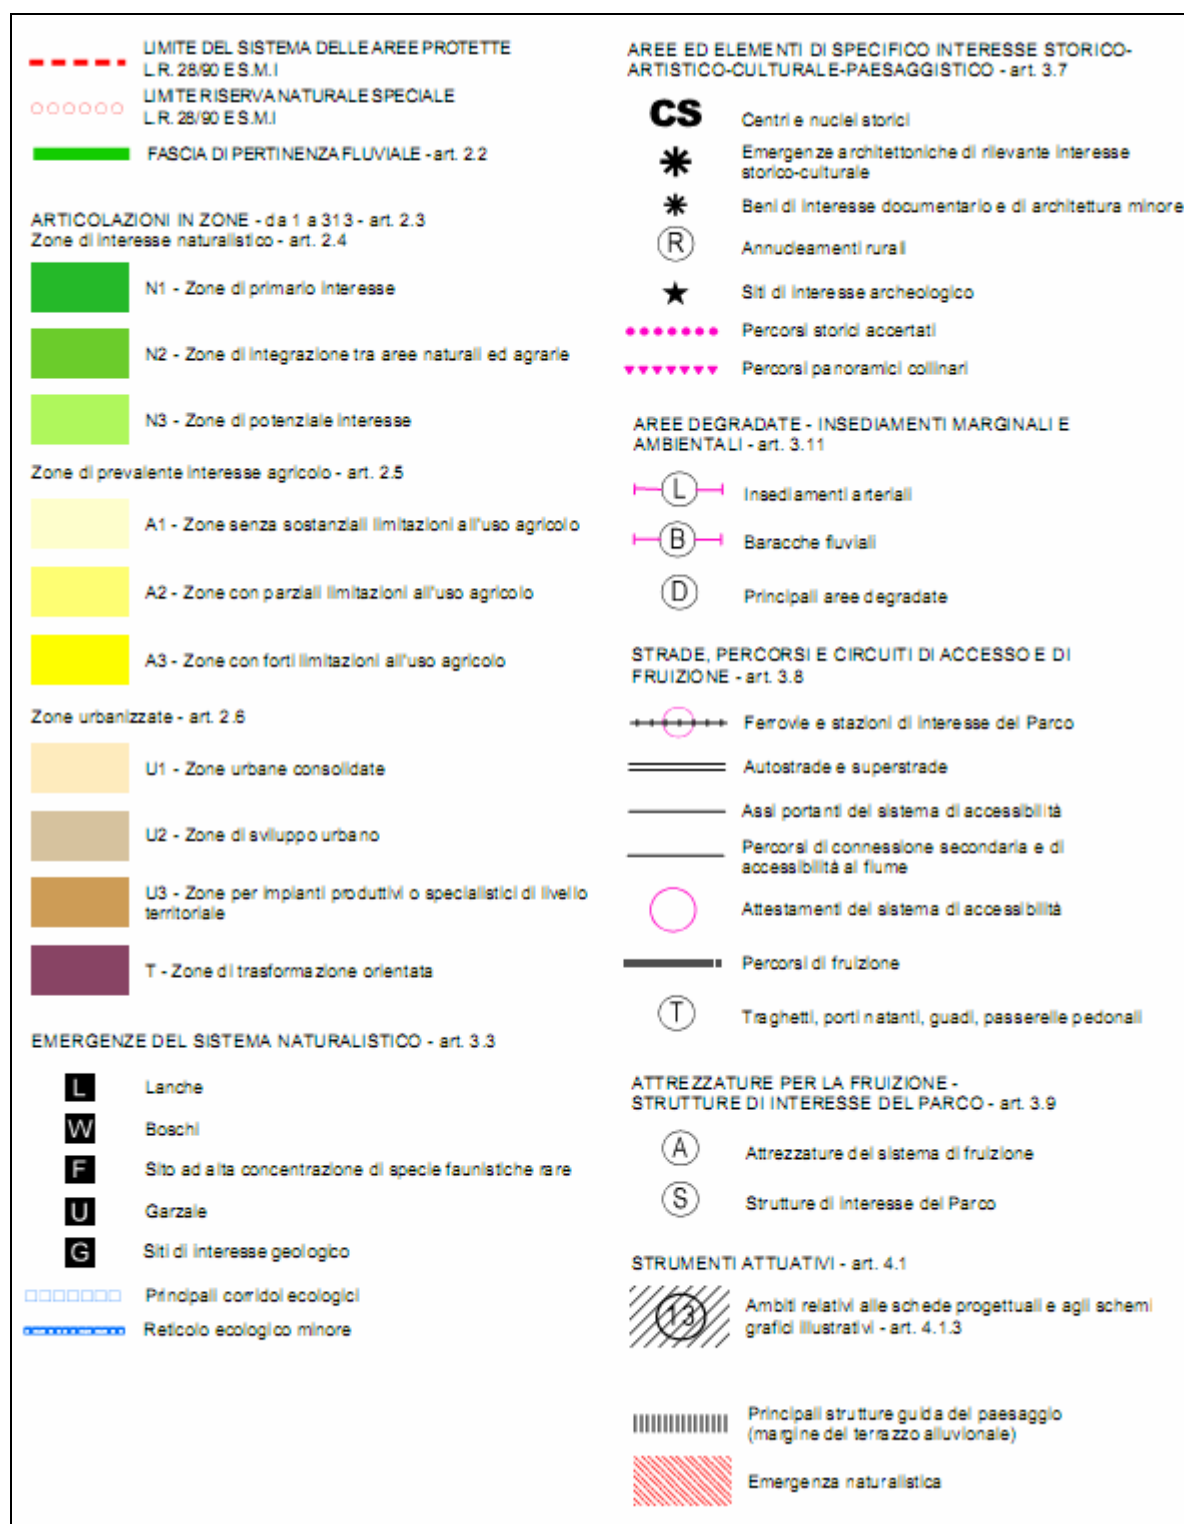 LIMITE DEL SISTEMA DELLE AREE PROTETTE
L.R. 28/90 E S.M.I
LIMITE RISERVA NATURALE SPECIALE
L.R. 28/90 E S.M.I
FASCIA DI PERTINENZA FLUVIALE - art. 2.2
ARTICOLAZIONI IN ZONE - da 1 a 313 - art. 2.3
Zone di interesse naturalistico - art. 2.4
N1 - Zone di primario interesse
N2 - Zone di integrazione tra aree naturali ed agrarie
N3 - Zone di potenziale interesse
Zone di prevalente interesse agricolo - art. 2.5
A1 - Zone senza sostanziali limitazioni all'uso agricolo
A2 - Zone con parziali limitazioni all'uso agricolo
A3 - Zone con forti limitazioni all'uso agricolo
Zone urbanizzate - art. 2.6
U1 - Zone urbane consolidate
U2 - Zone di sviluppo urbano
U3 - Zone per impianti produttivi o specialistici di livello
territoriale
T - Zone di trasformazione orientata
EMERGENZE DEL SISTEMA NATURALISTICO - art. 3.3
L Lanche
W Boschi
F Sito ad alta concentrazione di specie faunistiche rare
U Garzaie
G Siti di interesse geologico
Principali corridoi ecologici
Reticolo ecologico minore
AREE ED ELEMENTI DI SPECIFICO INTERESSE STORICO-
ARTISTICO-CULTURALE-PAESAGGISTICO - art. 3.7
CS Centri e nuclei storici
Emergenze architettoniche di rilevante interesse
storico-culturale
Beni di interesse documentario e di architettura minore
R Annucleamenti rurali
Siti di interesse archeologico
Percorsi storici accertati
Percorsi panoramici collinari
AREE DEGRADATE - INSEDIAMENTI MARGINALI E
AMBIENTALI - art. 3.11
L Insediamenti arteriali
B Baracche fluviali
D Principali aree degradate
STRADE, PERCORSI E CIRCUITI DI ACCESSO E DI
FRUIZIONE - art. 3.8
Ferrovie e stazioni di interesse del Parco
Autostrade e superstrade
Assi portanti del sistema di accessibilità
Percorsi di connessione secondaria e di
accessibilità al fiume
Attestamenti del sistema di accessibilità
Percorsi di fruizione
T Traghetti, porti natanti, guadi, passerelle pedonali
ATTREZZATURE PER LA FRUIZIONE -
STRUTTURE DI INTERESSE DEL PARCO - art. 3.9
A Attrezzature del sistema di fruizione
S Strutture di interesse del Parco
STRUMENTI ATTUATIVI - art. 4.1
13 Ambiti relativi alle schede progettuali e agli schemi
grafici illustrativi - art. 4.1.3
Principali strutture guida del paesaggio
(margine del terrazzo alluvionale)
Emergenza naturalistica